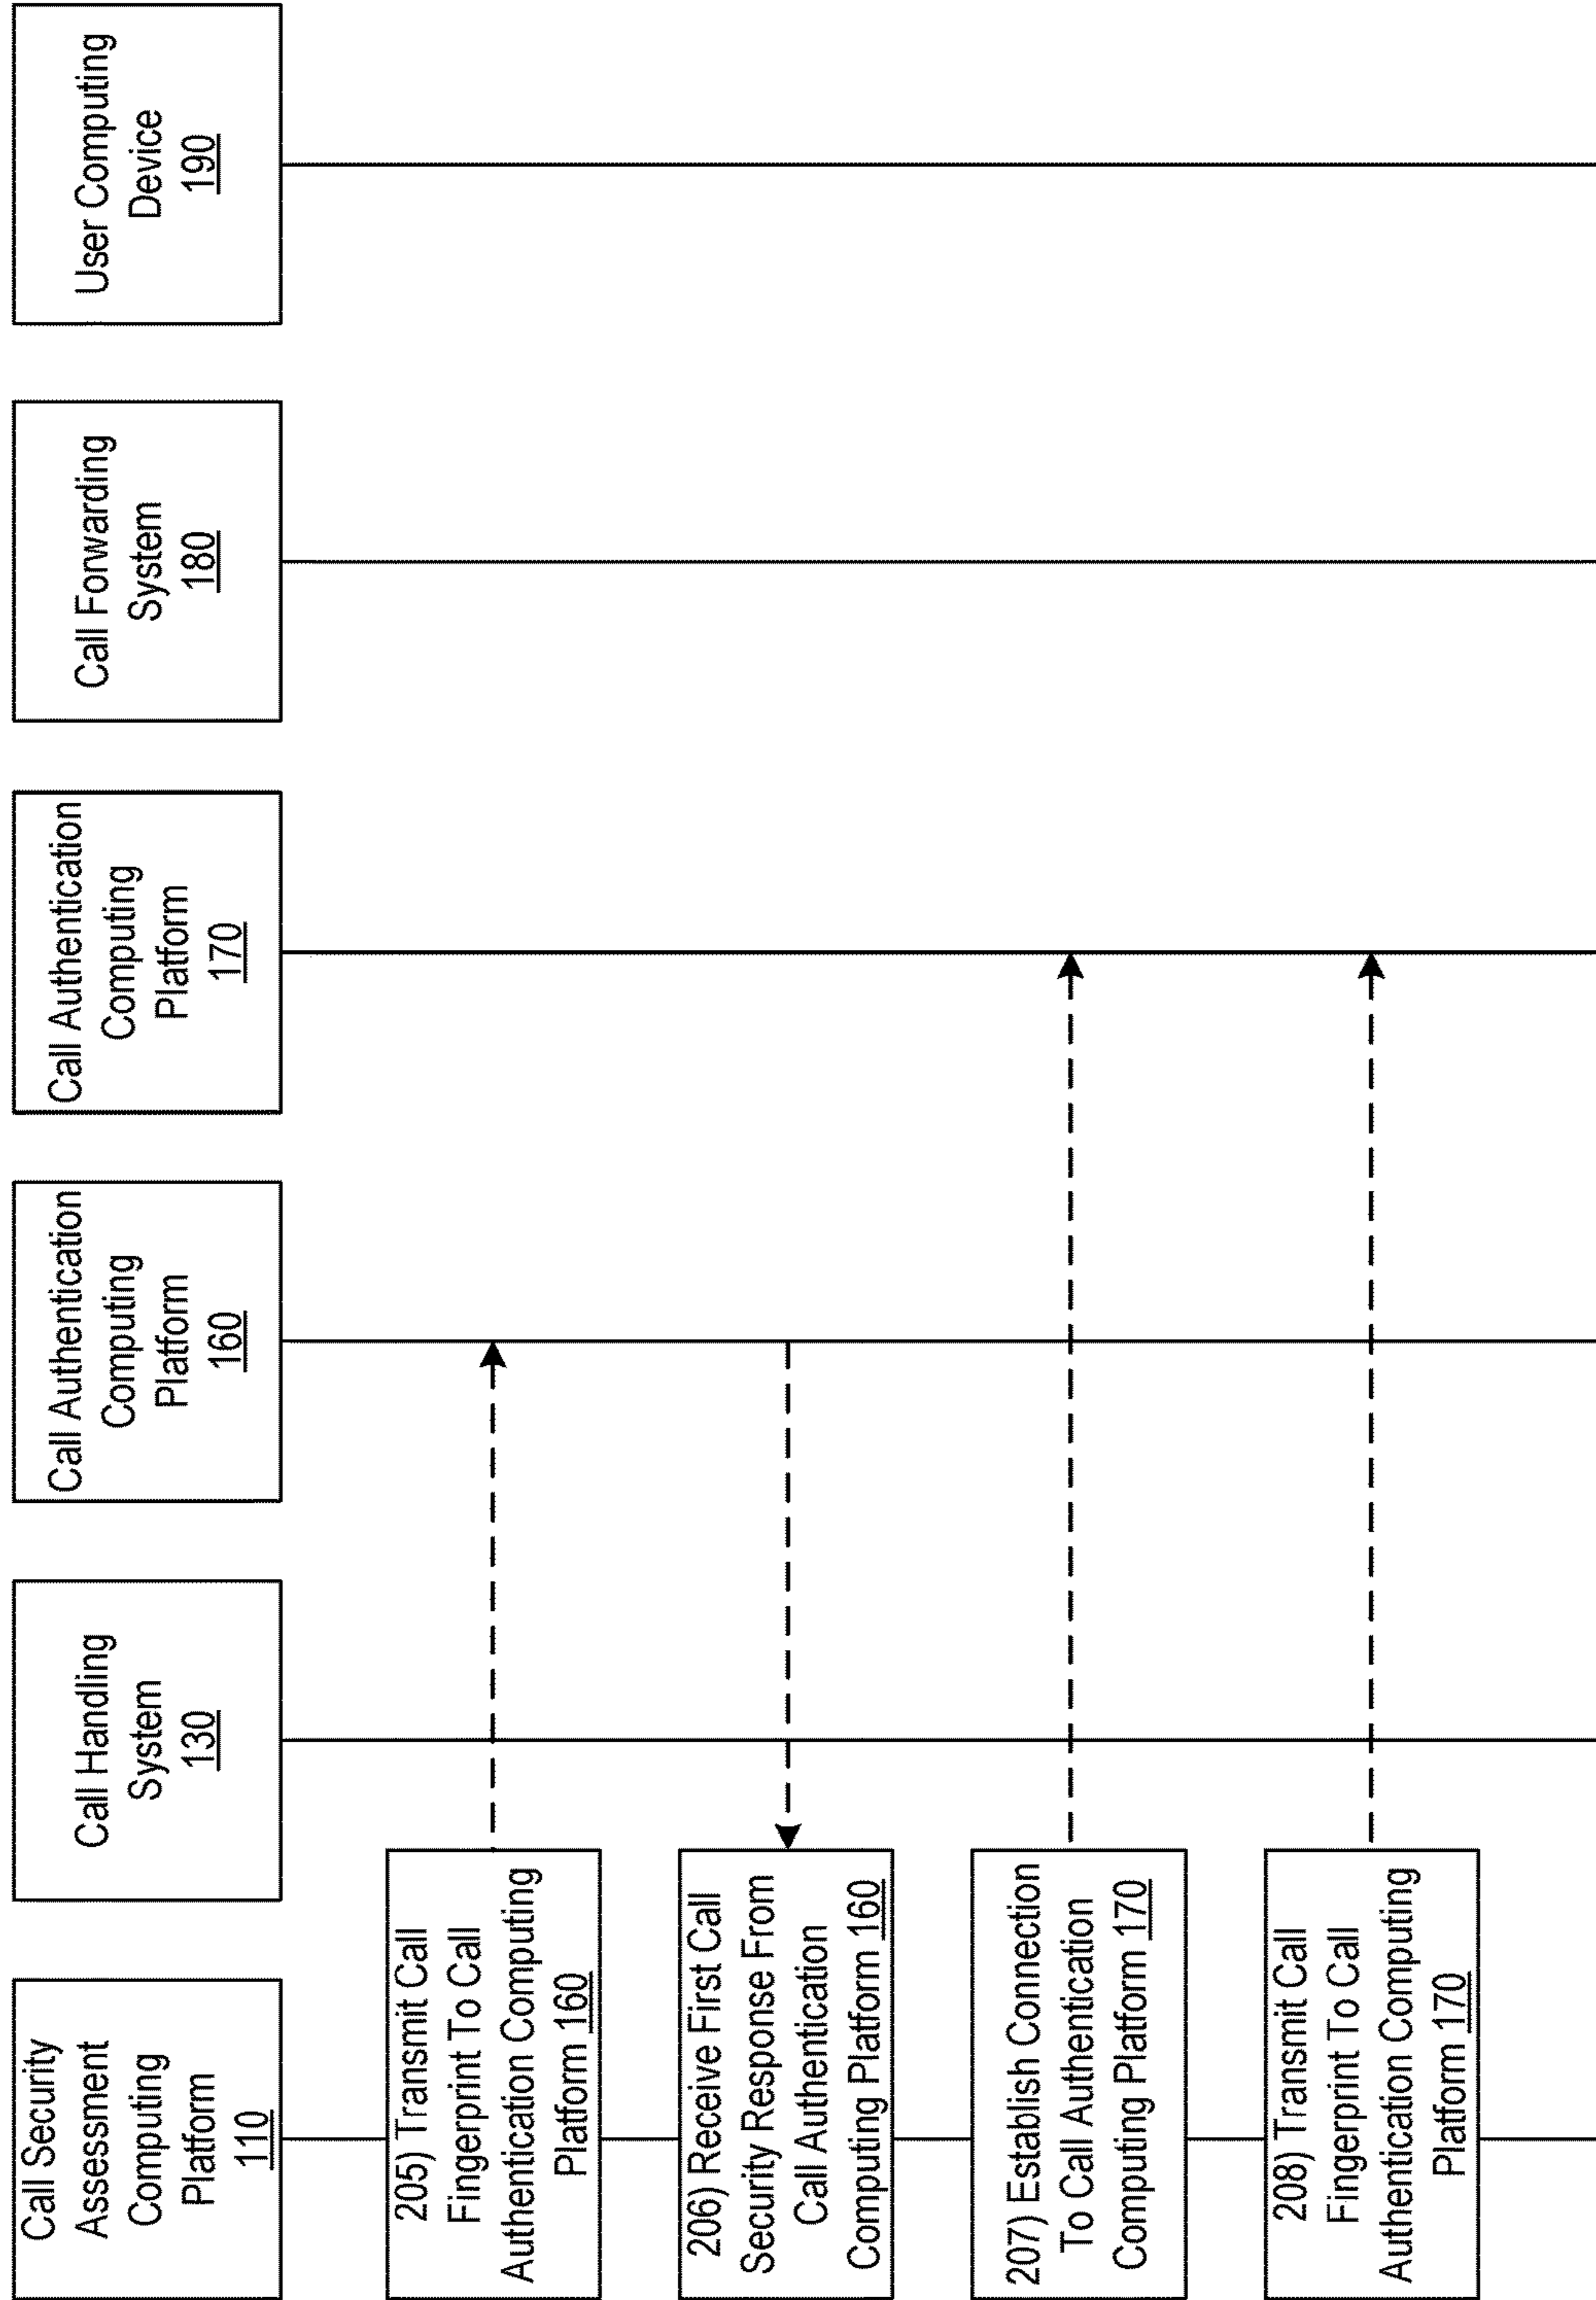 Call Security
Assessment
Computing
Platform
110
Call Handling
System
130
Call Authentication
Computing
Platform
160
Call Authentication
Computing
Platform
170
Call Forwarding
System
180
User Computing
Device
190
205) Transmit Call
Fingerprint To Call
Authentication Computing
Platform 160
206) Receive First Call
Security Response From
Call Authentication
Computing Platform 160
207) Establish Connection
To Call Authentication
Computing Platform 170
208) Transmit Call
Fingerprint To Call
Authentication Computing
Platform 170